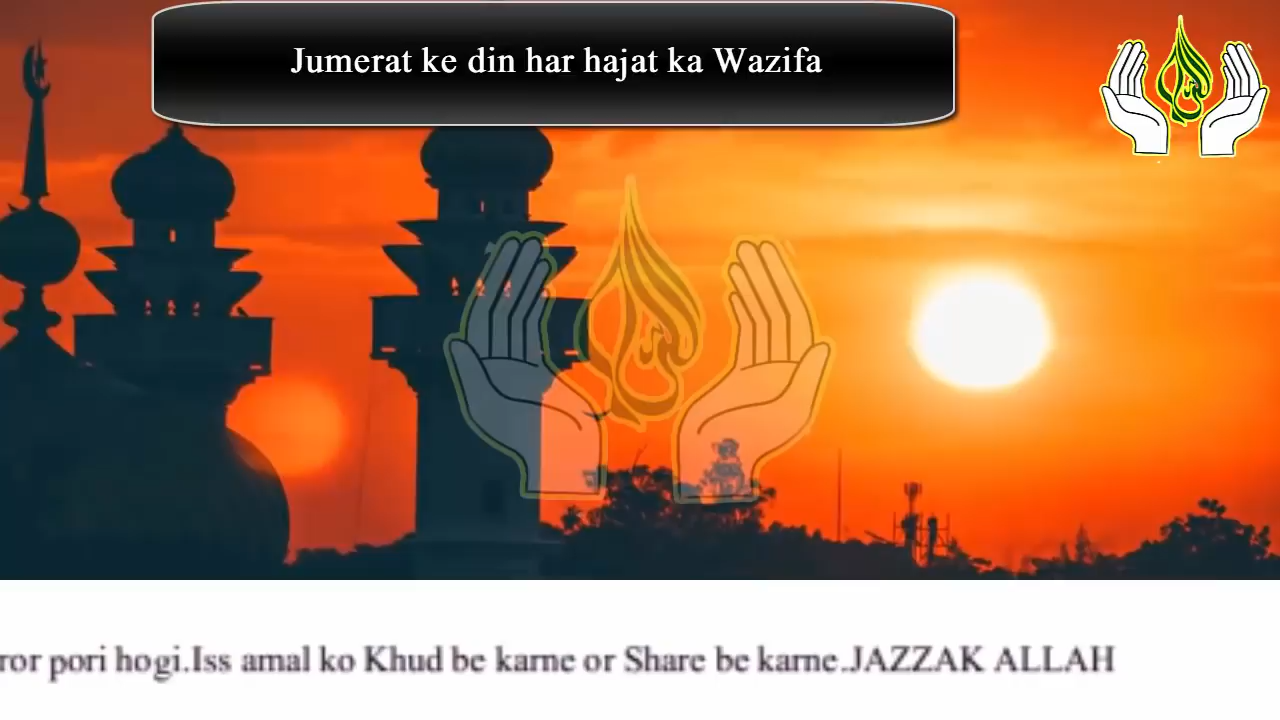 Jumerat ke din har hajat ka Wazifa
ror pori hogi.Iss amal ko Khud be karne or Share be karne.JAZZAK ALLAH